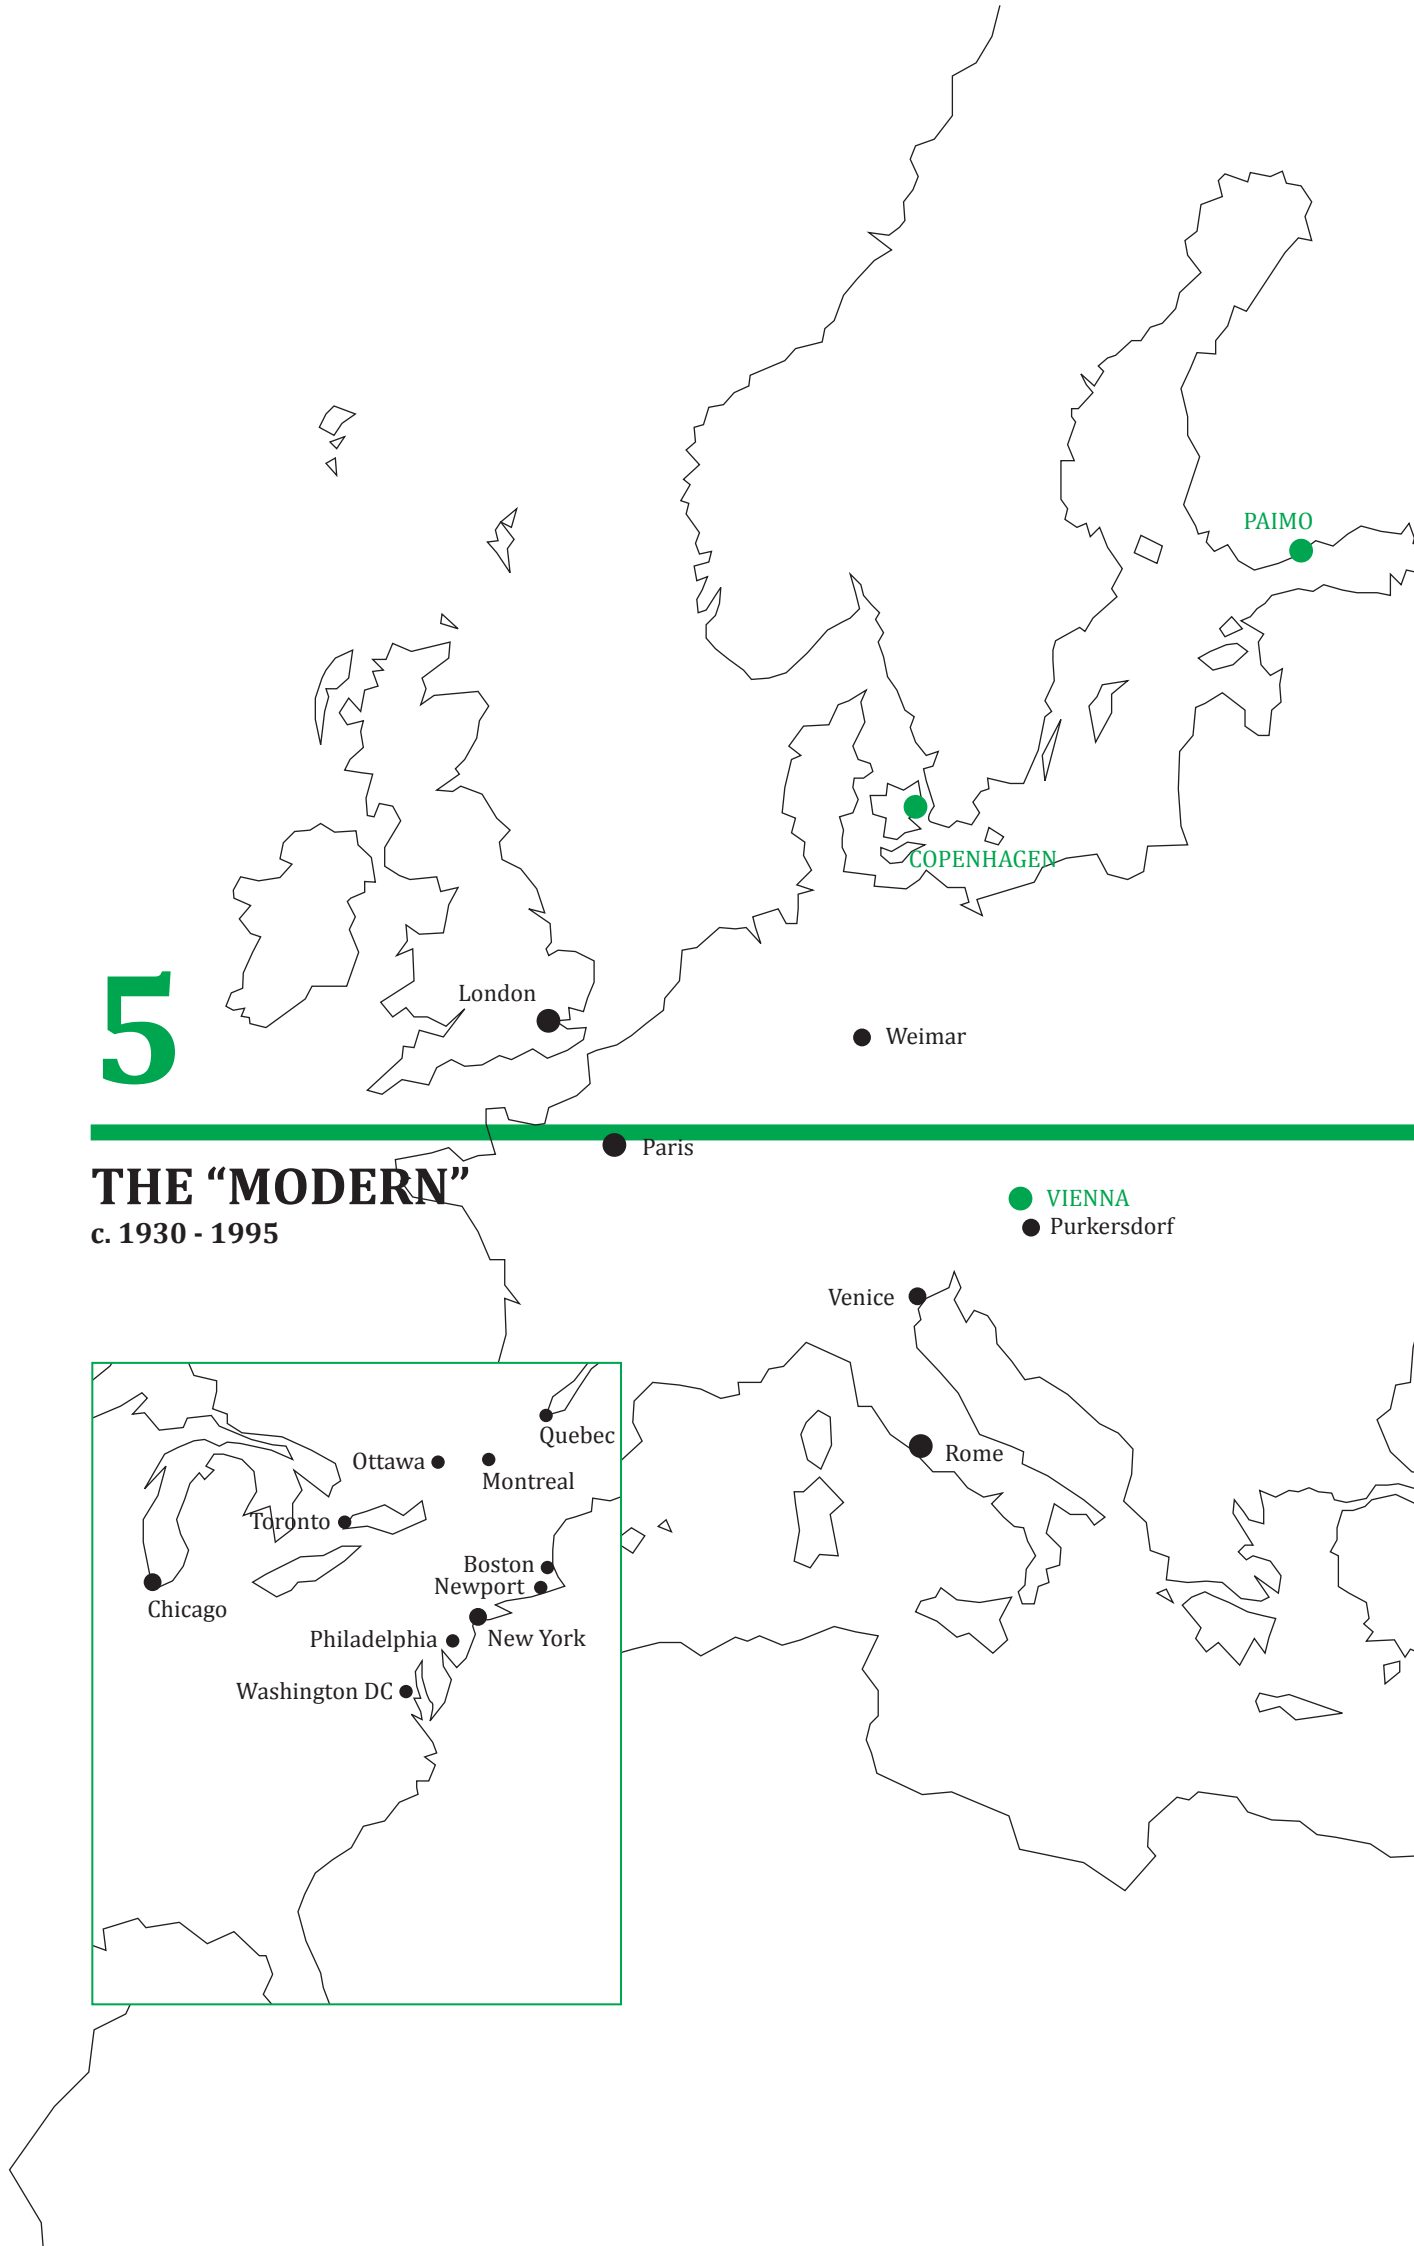 PAIMO
COPENHAGEN
5
London
Weimar
Paris
THE “MODERN”
c. 1930 - 1995
VIENNA
Purkersdorf
Venice
Rome
Quebec
Ottawa
Montreal
Toronto
Boston
Newport
Chicago
New York
Philadelphia
Washington DC